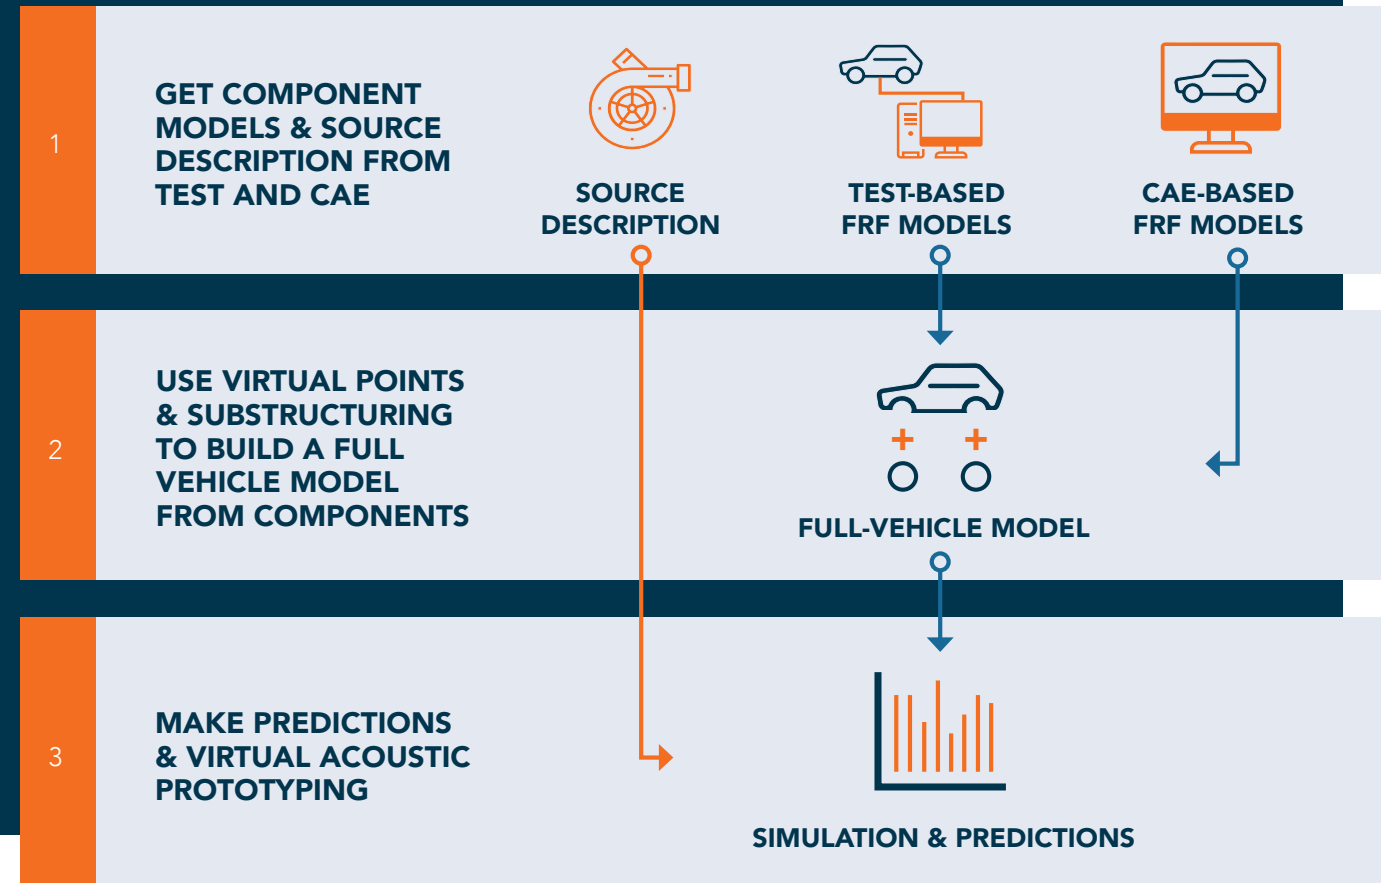 1
GET COMPONENT
MODELS & SOURCE
DESCRIPTION FROM
TEST AND CAE
SOURCE
DESCRIPTION
TEST-BASED
FRF MODELS
CAE-BASED
FRF MODELS
2
USE VIRTUAL POINTS
& SUBSTRUCTURING
TO BUILD A FULL
VEHICLE MODEL
FROM COMPONENTS
FULL-VEHICLE MODEL
3
MAKE PREDICTIONS
& VIRTUAL ACOUSTIC
PROTOTYPING
SIMULATION & PREDICTIONS